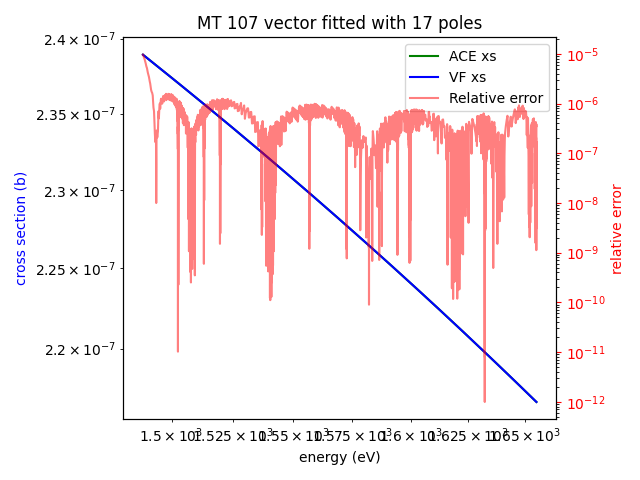 MT 107 vector fitted with 17 poles
ACE xs
VF xs
Relative error
cross section (b)
2.4 × 10⁻⁷
2.35 × 10⁻⁷
2.3 × 10⁻⁷
2.25 × 10⁻⁷
2.2 × 10⁻⁷
10⁻⁵
10⁻⁶
10⁻⁷
10⁻⁸
10⁻⁹
10⁻¹⁰
10⁻¹¹
10⁻¹²
relative error
1.5 × 10³ 1.525 × 10³ 1.55 × 10³ 1.575 × 10³ 1.6 × 10³ 1.625 × 10³ 1.65 × 10³
energy (eV)